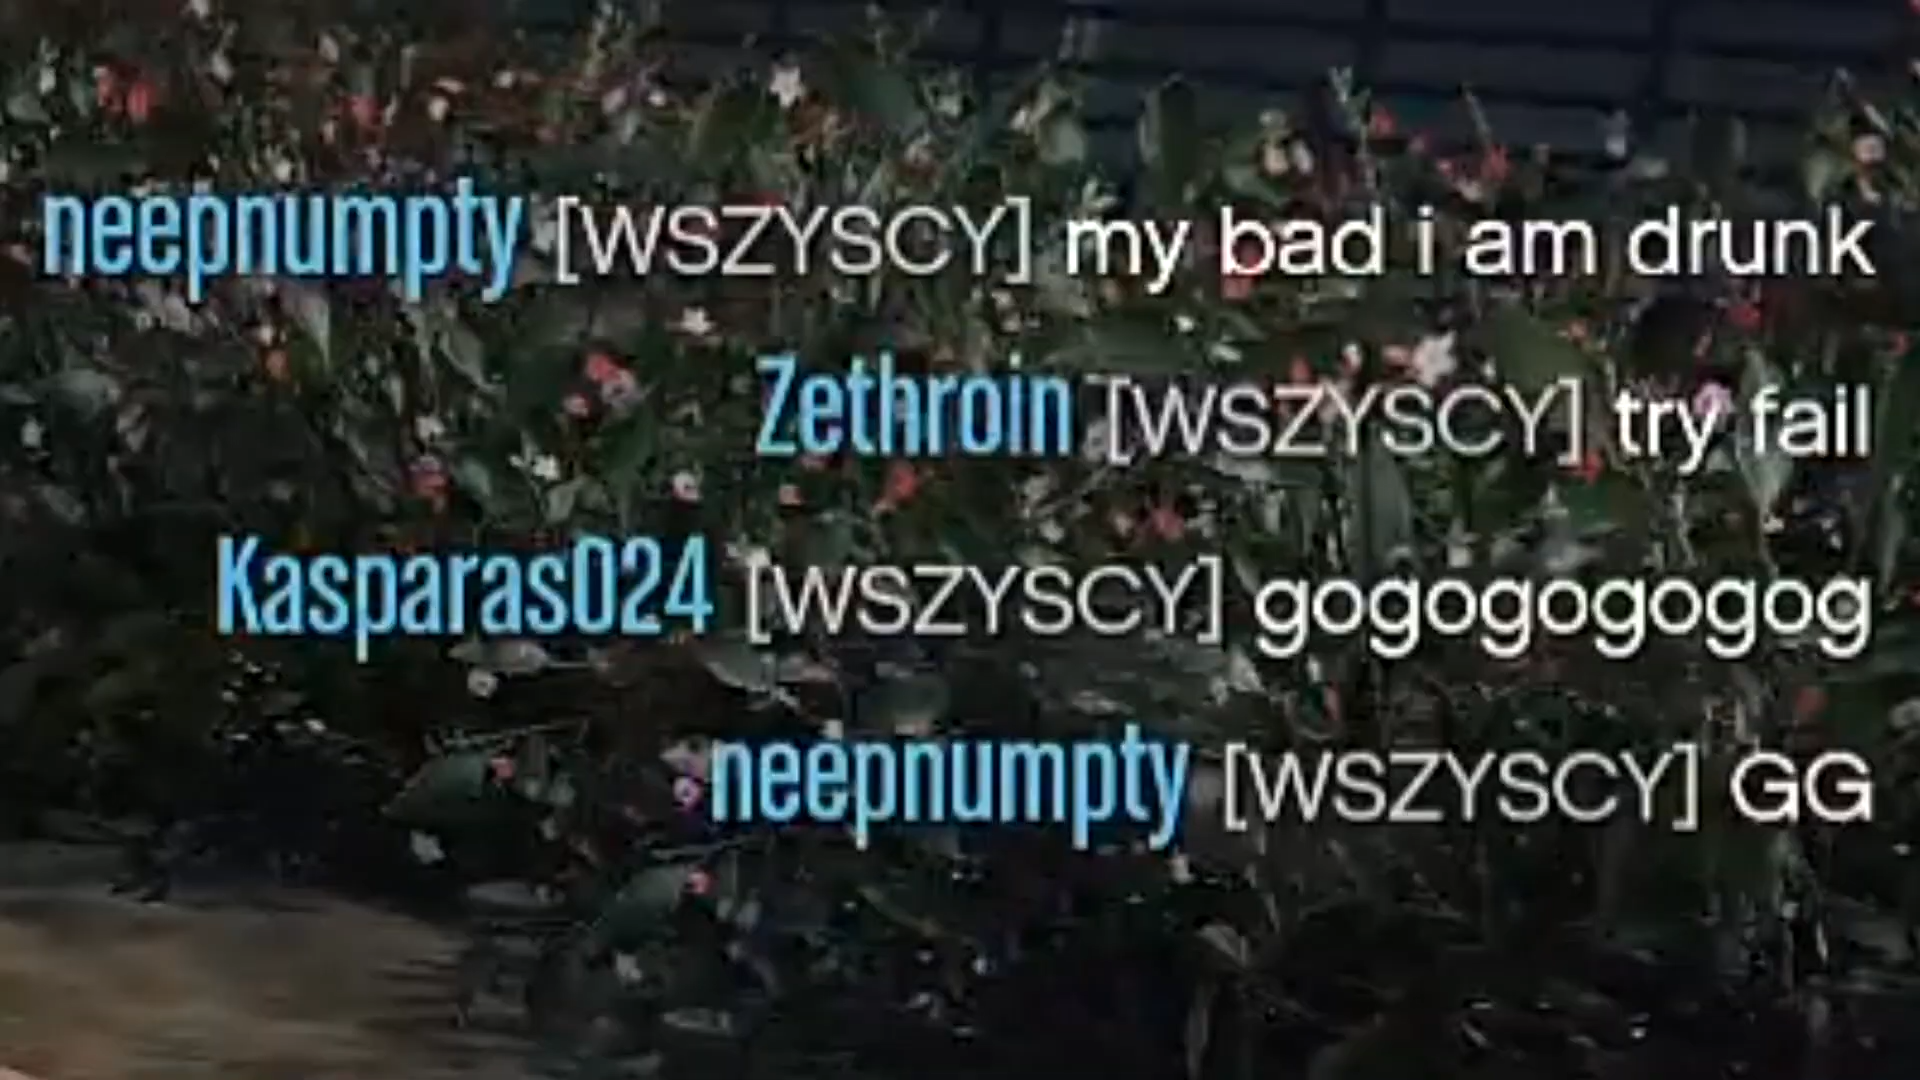 neepnumpty [WSZYSCY] my bad i am drunk
Zethroin [WSZYSCY] try fail
Kasparas024 [WSZYSCY] gogogogogog
neepnumpty [WSZYSCY] GG